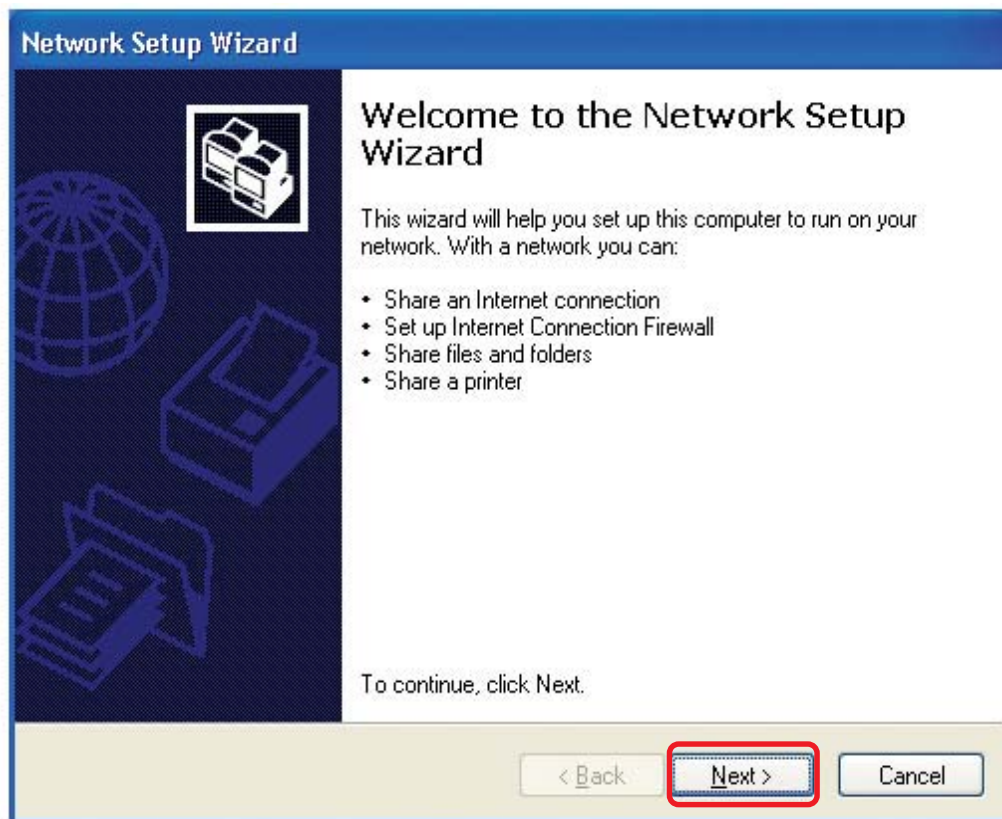 Network Setup Wizard
Welcome to the Network Setup
Wizard
This wizard will help you set up this computer to run on your
network. With a network you can:
• Share an Internet connection
• Set up Internet Connection Firewall
• Share files and folders
• Share a printer
To continue, click Next.
< Back
Next >
Cancel